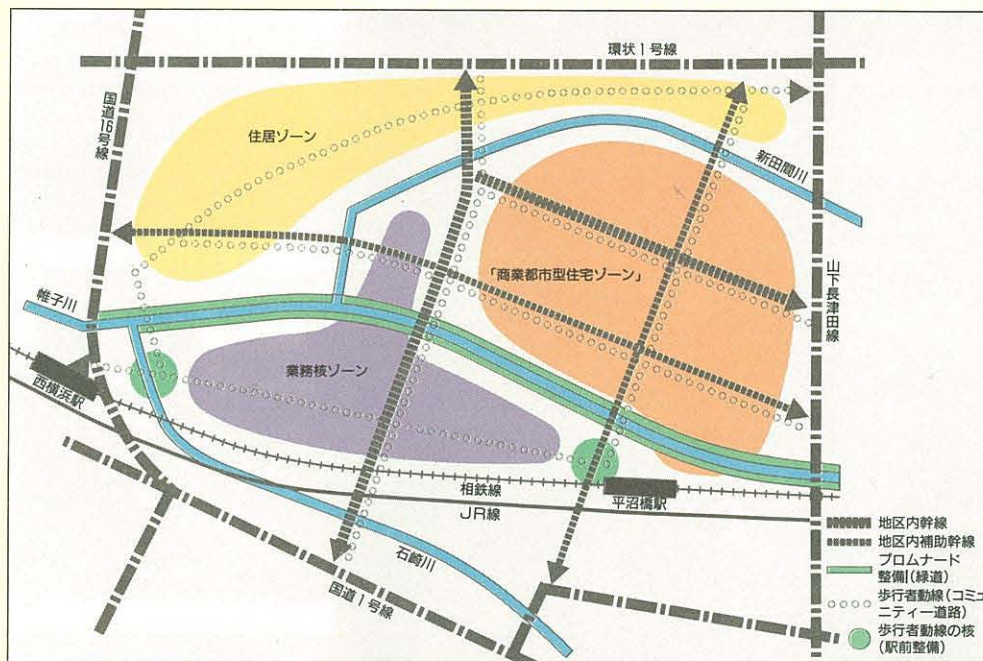 環状1号線
国道16号線
住居ゾーン
新田間川
「商業都市型住宅ゾーン」
山下長津田線
帷子川
業務核ゾーン
西横浜駅
相鉄線
平沼橋駅
JR線
石崎川
国道1号線
地区内幹線
地区内補助幹線
プロムナード
整備(緑道)
歩行者動線(コミュ
ニティー道路)
歩行者動線の核
(駅前整備)